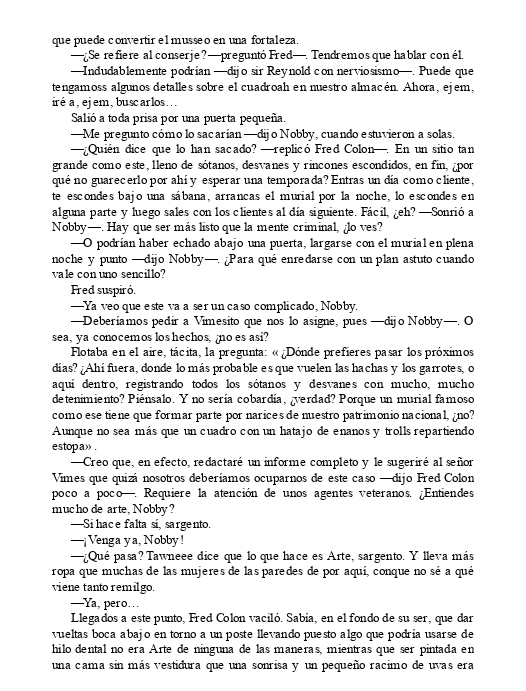 que puede convertir el musseo en una fortaleza.
—¿Se refiere al conserje? —preguntó Fred—. Tendremos que hablar con él.
—Indudablemente podrían —dijo sir Reynold con nerviosismo—. Puede que
tengamoss algunos detalles sobre el cuadroah en nuestro almacén. Ahora, ejem,
iré a, ejem, buscarlos…
Salió a toda prisa por una puerta pequeña.
—Me pregunto cómo lo sacarían —dijo Nobby, cuando estuvieron a solas.
—¿Quién dice que lo han sacado? —replicó Fred Colon—. En un sitio tan
grande como este, lleno de sótanos, desvanes y rincones escondidos, en fin, ¿por
qué no guarecerlo por ahí y esperar una temporada? Entras un día como cliente,
te escondes bajo una sábana, arrancas el murial por la noche, lo escondes en
alguna parte y luego sales con los clientes al día siguiente. Fácil, ¿eh? —Sonrió a
Nobby—. Hay que ser más listo que la mente criminal, ¿lo ves?
—O podrían haber echado abajo una puerta, largarse con el murial en plena
noche y punto —dijo Nobby—. ¿Para qué enredarse con un plan astuto cuando
vale con uno sencillo?
Fred suspiró.
—Ya veo que este va a ser un caso complicado, Nobby.
—Deberíamos pedir a Vimesito que nos lo asigne, pues —dijo Nobby—. O
sea, ya conocemos los hechos, ¿no es así?
Flotaba en el aire, tácita, la pregunta: «¿Dónde prefieres pasar los próximos
días? ¿Ahí fuera, donde lo más probable es que vuelen las hachas y los garrotes, o
aquí dentro, registrando todos los sótanos y desvanes con mucho, mucho
detenimiento? Piénsalo. Y no sería cobardía, ¿verdad? Porque un murial famoso
como ese tiene que formar parte por narices de nuestro patrimonio nacional, ¿no?
Aunque no sea más que un cuadro con un hatajo de enanos y trolls repartiendo
estopa».
—Creo que, en efecto, redactaré un informe completo y le sugeriré al señor
Vimes que quizá nosotros deberíamos ocuparnos de este caso —dijo Fred Colon
poco a poco—. Requiere la atención de unos agentes veteranos. ¿Entiendes
mucho de arte, Nobby?
—Si hace falta sí, sargento.
—¡Venga ya, Nobby!
—¿Qué pasa? Tawneee dice que lo que hace es Arte, sargento. Y lleva más
ropa que muchas de las mujeres de las paredes de por aquí, conque no sé a qué
viene tanto remilgo.
—Ya, pero…
Llegados a este punto, Fred Colon vaciló. Sabía, en el fondo de su ser, que dar
vueltas boca abajo en torno a un poste llevando puesto algo que podría usarse de
hilo dental no era Arte de ninguna de las maneras, mientras que ser pintada en
una cama sin más vestidura que una sonrisa y un pequeño racimo de uvas era